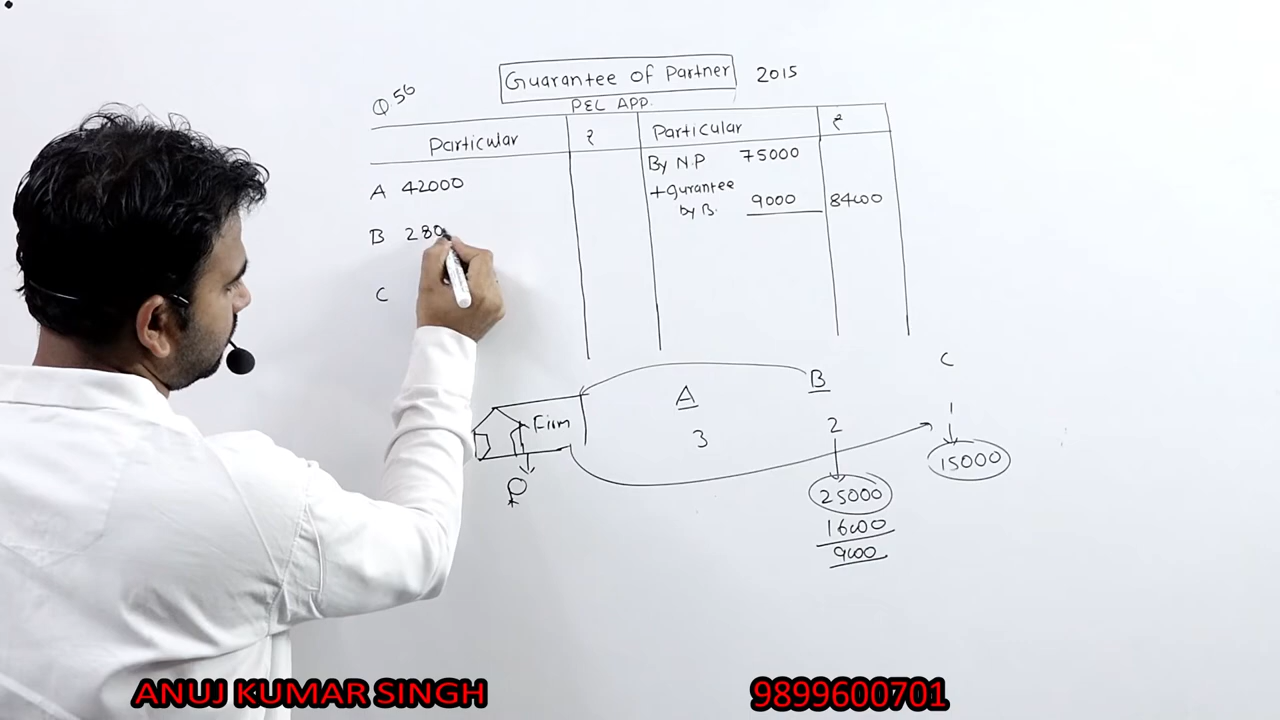 Guarantee of Partner 2015
Q.56
P&L APP.
Particular ₹ Particular ₹
By N.P 75000
A 42000
+gurantee
by B. 9000 84000
B 280
C
C
A B
Firm
3 2 1
₹
25000 15000
16000
9000
ANUJ KUMAR SINGH 9899600701